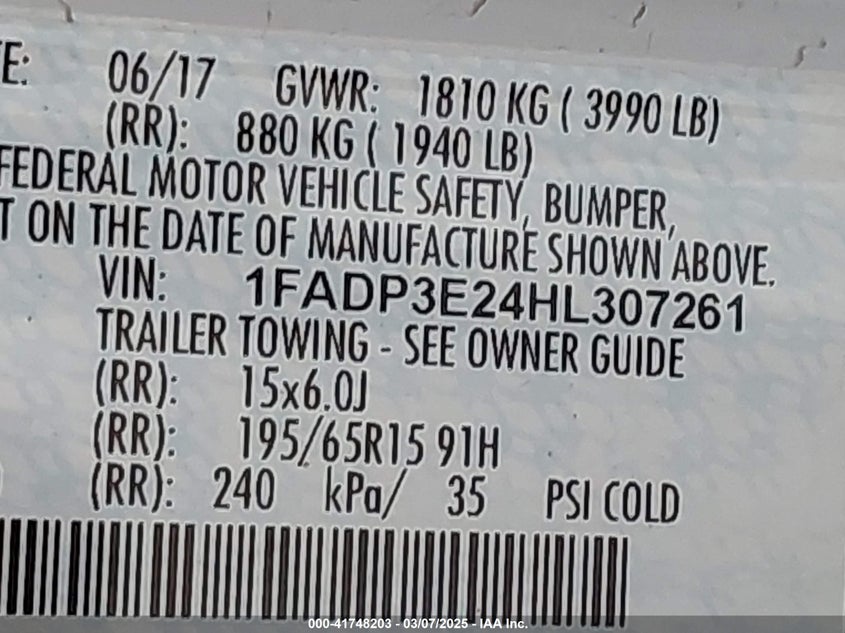 TE: 06/17 GVWR: 1810 KG ( 3990 LB)
(RR): 880 KG ( 1940 LB)
FEDERAL MOTOR VEHICLE SAFETY, BUMPER,
T ON THE DATE OF MANUFACTURE SHOWN ABOVE.
VIN: 1FADP3E24HL307261
TRAILER TOWING - SEE OWNER GUIDE
(RR): 15x6.0J
(RR): 195/65R15 91H
(RR): 240 kPa/ 35 PSI COLD
000-41748203 - 03/07/2025 - IAA Inc.